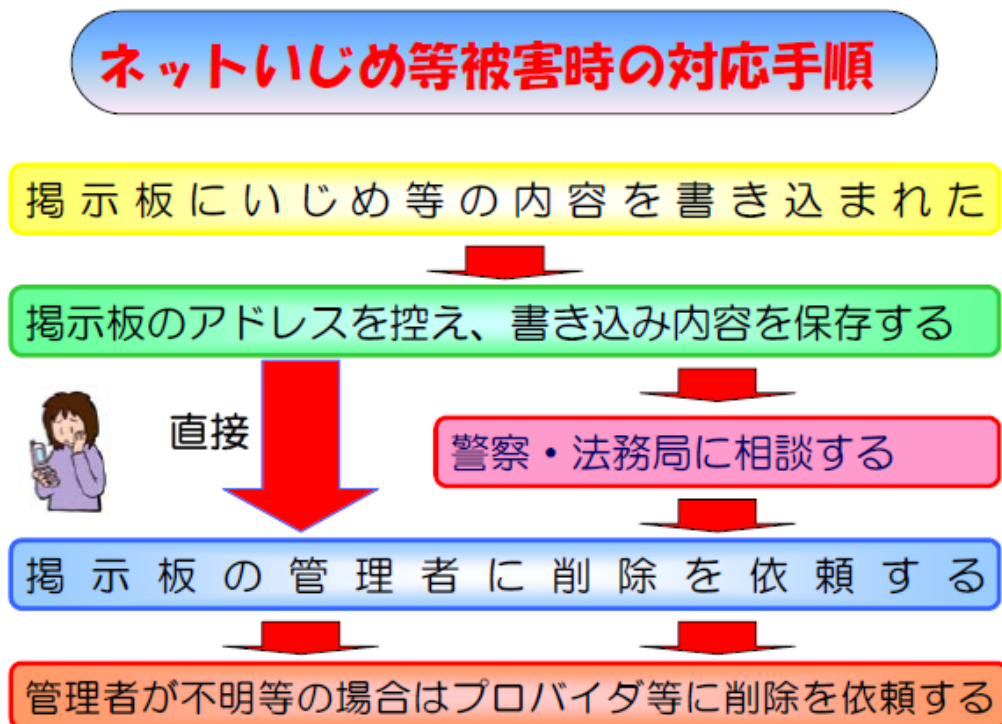 ネットいじめ等被害時の対応手順
掲示板にいじめ等の内容を書き込まれた
掲示板のアドレスを控え、書き込み内容を保存する
直接
警察・法務局に相談する
掲示板の管理者に削除を依頼する
管理者が不明等の場合はプロバイダ等に削除を依頼する